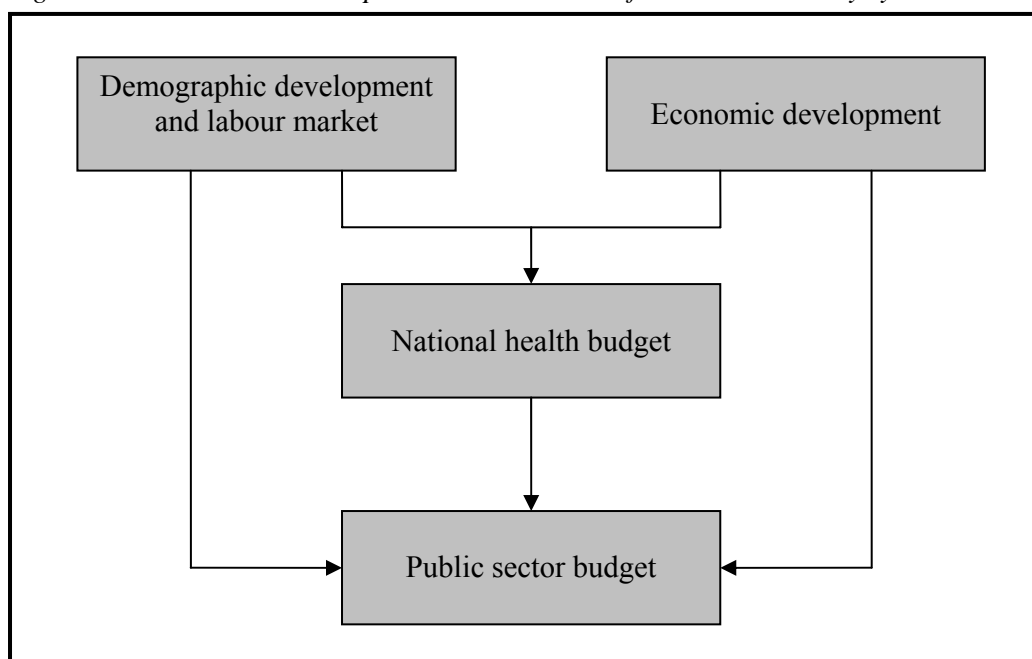 Demographic development
and labour market
Economic development
National health budget
Public sector budget